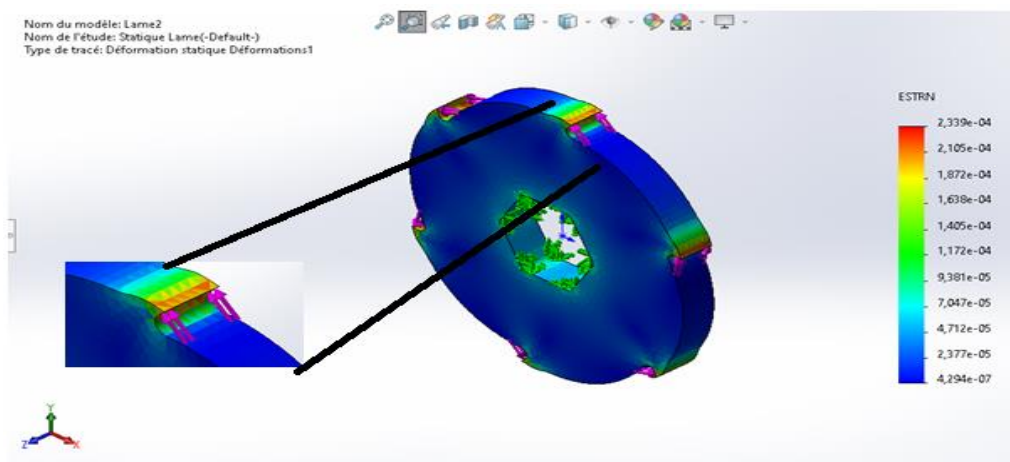 Nom du modèle: Lame2
Nom de l'étude: Statique Lame(-Default-)
Type de tracé: Déformation statique Déformations1
ESTRN
2,339e-04
2,105e-04
1,872e-04
1,638e-04
1,405e-04
1,172e-04
9,381e-05
7,047e-05
4,712e-05
2,377e-05
4,294e-07
Y
Z
X